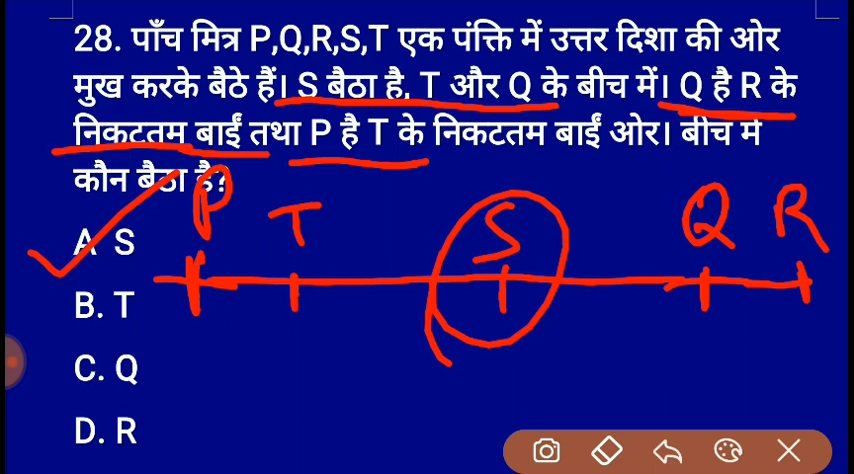 28. पाँच मित्र P,Q,R,S,T एक पंक्ति में उत्तर दिशा की ओर
मुख करके बैठे हैं। S बैठा है, T और Q के बीच में। Q है R के
निकटतम बाईं तथा P है T के निकटतम बाईं ओर। बीच में
कौन बैठा है?
P T S Q R
A S
B. T
C. Q
D. R